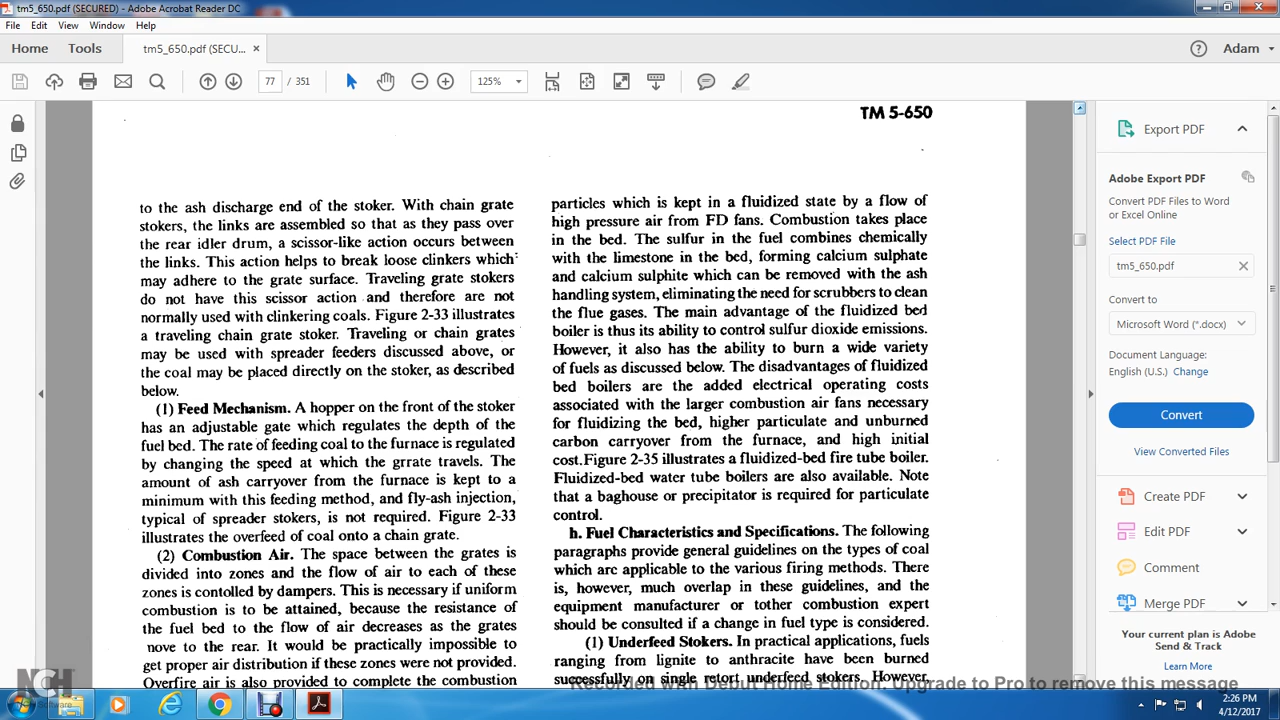 tm5_650.pdf (SECURED) - Adobe Acrobat Reader DC
File Edit View Window Help
Home Tools tm5_650.pdf (SECU... × Adam
77 / 351 125%
TM 5-650
to the ash discharge end of the stoker. With chain grate
stokers, the links are assembled so that as they pass over
the rear idler drum, a scissor-like action occurs between
the links. This action helps to break loose clinkers which
may adhere to the grate surface. Traveling grate stokers
do not have this scissor action and therefore are not
normally used with clinkering coals. Figure 2-33 illustrates
a traveling chain grate stoker. Traveling or chain grates
may be used with spreader feeders discussed above, or
the coal may be placed directly on the stoker, as described
below.
(1) Feed Mechanism. A hopper on the front of the stoker
has an adjustable gate which regulates the depth of the
fuel bed. The rate of feeding coal to the furnace is regulated
by changing the speed at which the grrate travels. The
amount of ash carryover from the furnace is kept to a
minimum with this feeding method, and fly-ash injection,
typical of spreader stokers, is not required. Figure 2-33
illustrates the overfeed of coal onto a chain grate.
(2) Combustion Air. The space between the grates is
divided into zones and the flow of air to each of these
zones is contolled by dampers. This is necessary if uniform
combustion is to be attained, because the resistance of
the fuel bed to the flow of air decreases as the grates
move to the rear. It would be practically impossible to
get proper air distribution if these zones were not provided.
Overfire air is also provided to complete the combustion
particles which is kept in a fluidized state by a flow of
high pressure air from FD fans. Combustion takes place
in the bed. The sulfur in the fuel combines chemically
with the limestone in the bed, forming calcium sulphate
and calcium sulphite which can be removed with the ash
handling system, eliminating the need for scrubbers to clean
the flue gases. The main advantage of the fluidized bed
boiler is thus its ability to control sulfur dioxide emissions.
However, it also has the ability to burn a wide variety
of fuels as discussed below. The disadvantages of fluidized
bed boilers are the added electrical operating costs
associated with the larger combustion air fans necessary
for fluidizing the bed, higher particulate and unburned
carbon carryover from the furnace, and high initial
cost.Figure 2-35 illustrates a fluidized-bed fire tube boiler.
Fluidized-bed water tube boilers are also available. Note
that a baghouse or precipitator is required for particulate
control.
h. Fuel Characteristics and Specifications. The following
paragraphs provide general guidelines on the types of coal
which are applicable to the various firing methods. There
is, however, much overlap in these guidelines, and the
equipment manufacturer or tother combustion expert
should be consulted if a change in fuel type is considered.
(1) Underfeed Stokers. In practical applications, fuels
ranging from lignite to anthracite have been burned
successfully on single retort underfeed stokers. However,
Export PDF
Adobe Export PDF
Convert PDF Files to Word
or Excel Online
Select PDF File
tm5_650.pdf
Convert to
Microsoft Word (*.docx)
Document Language:
English (U.S.) Change
Convert
View Converted Files
Create PDF
Edit PDF
Comment
Merge PDF
Your current plan is Adobe
Send & Track
Learn More
NCH
Software
Recorded with Debut Home Edition. Upgrade to Pro to remove this message
2:26 PM
4/12/2017